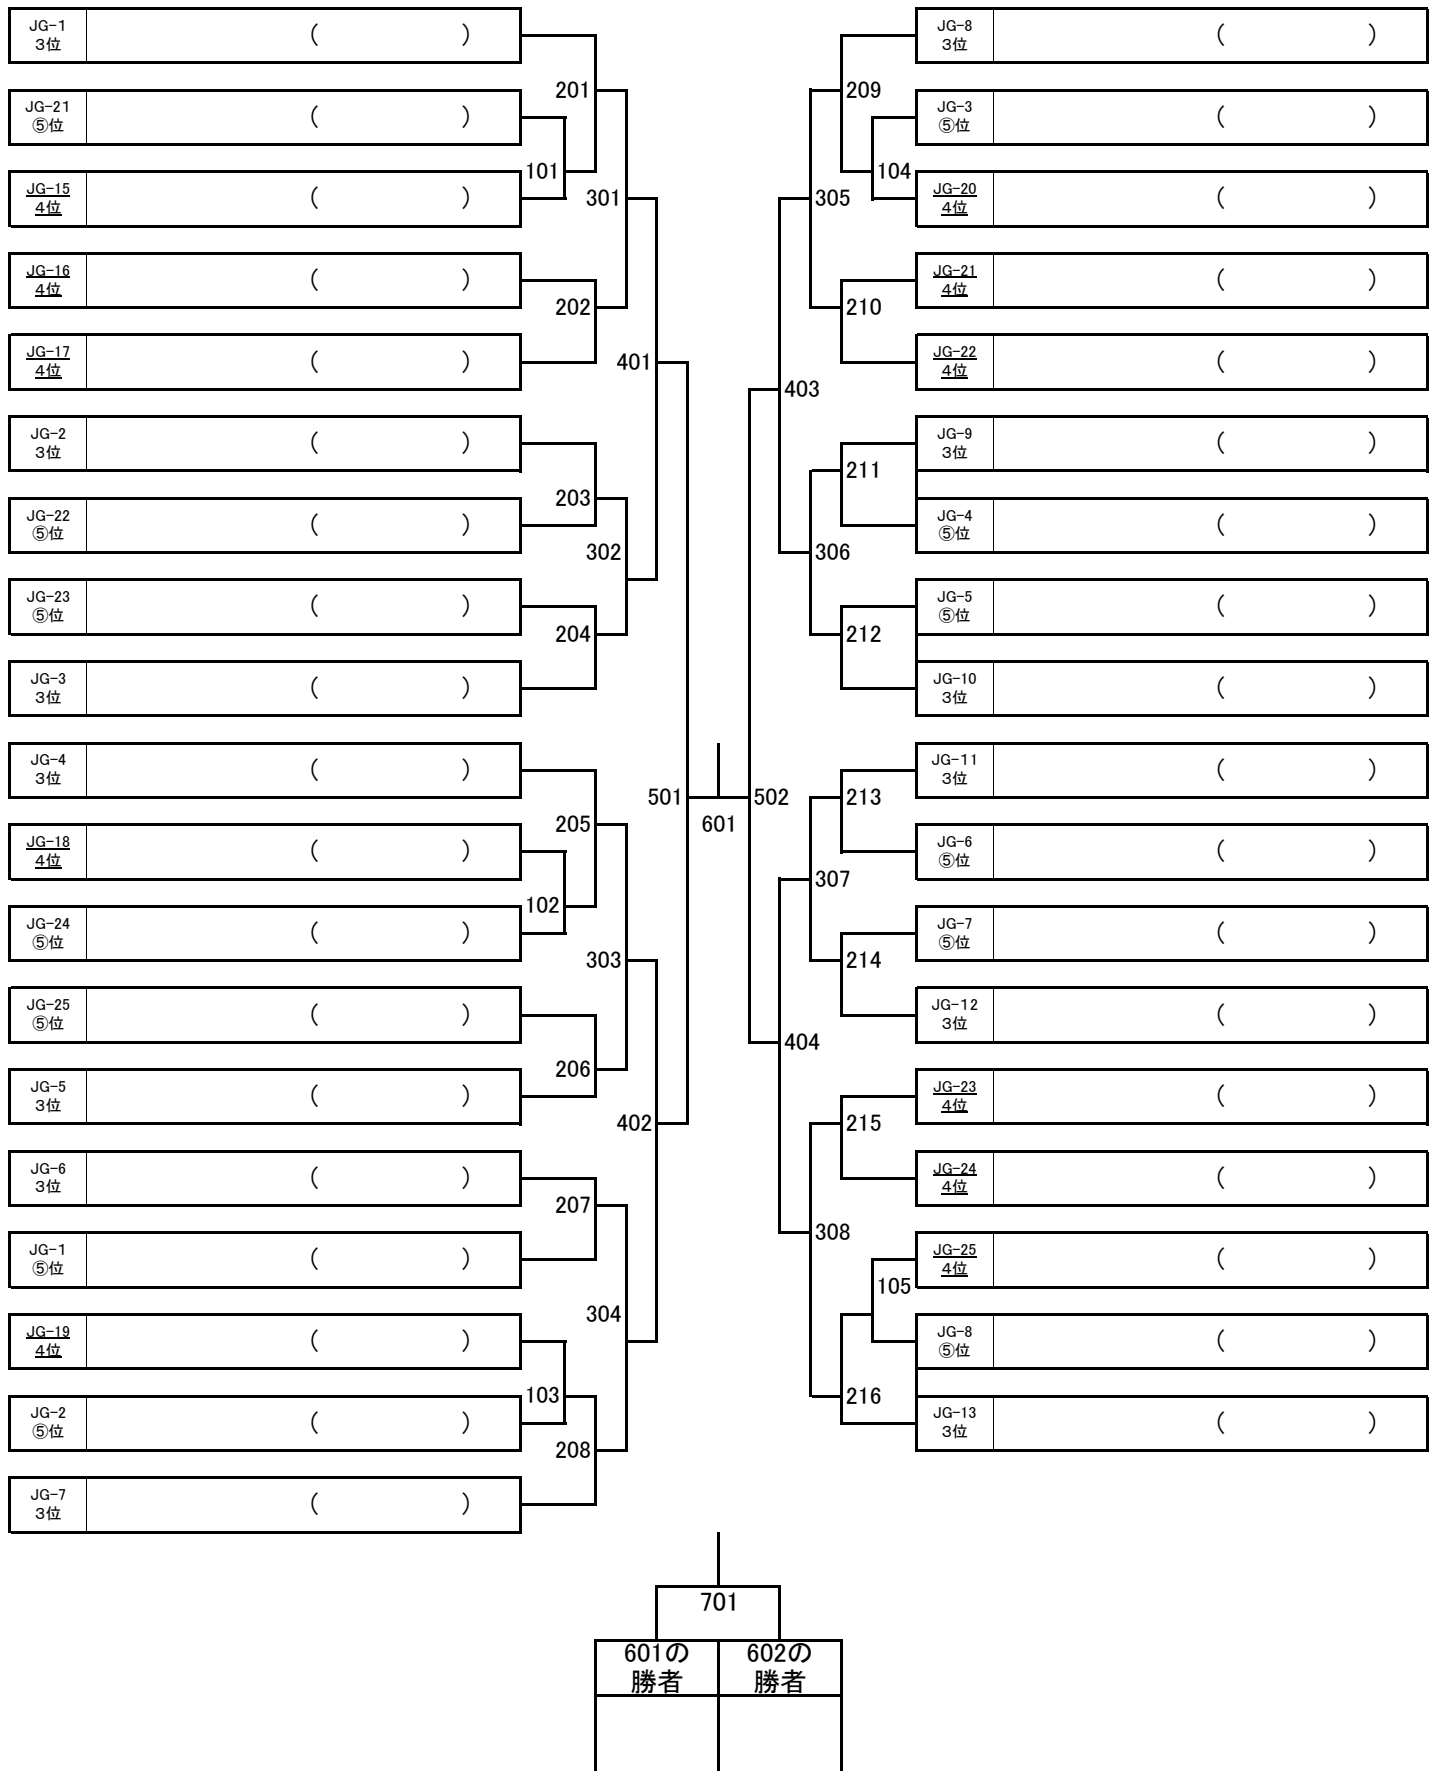 JG-1
3位
( )
JG-21
⑤位
( )
JG-15
4位
( )
JG-16
4位
( )
JG-17
4位
( )
JG-2
3位
( )
JG-22
⑤位
( )
JG-23
⑤位
( )
JG-3
3位
( )
JG-4
3位
( )
JG-18
4位
( )
JG-24
⑤位
( )
JG-25
⑤位
( )
JG-5
3位
( )
JG-6
3位
( )
JG-1
⑤位
( )
JG-19
4位
( )
JG-2
⑤位
( )
JG-7
3位
( )
201
101
301
202
401
203
302
204
501
205
102
303
206
402
207
304
103
208
601
209
104
305
210
403
211
306
212
502
213
307
214
404
215
308
105
216
JG-8
3位
( )
JG-3
⑤位
( )
JG-20
4位
( )
JG-21
4位
( )
JG-22
4位
( )
JG-9
3位
( )
JG-4
⑤位
( )
JG-5
⑤位
( )
JG-10
3位
( )
JG-11
3位
( )
JG-6
⑤位
( )
JG-7
⑤位
( )
JG-12
3位
( )
JG-23
4位
( )
JG-24
4位
( )
JG-25
4位
( )
JG-8
⑤位
( )
JG-13
3位
( )
701
601の
勝者
602の
勝者